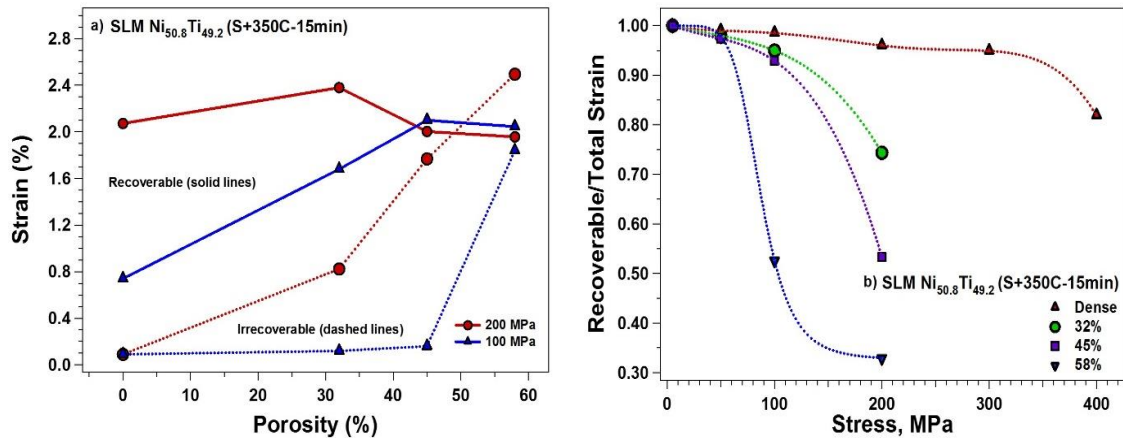 a) SLM Ni50.8Ti49.2 (S+350C-15min)
Strain (%)
2.8
2.4
2.0
1.6
1.2
0.8
0.4
0.0
Recoverable (solid lines)
Irrecoverable (dashed lines)
200 MPa
100 MPa
0 10 20 30 40 50 60
Porosity (%)
Recoverable/Total Strain
1.00
0.90
0.80
0.70
0.60
0.50
0.40
0.30
b) SLM Ni50.8Ti49.2 (S+350C-15min)
Dense
32%
45%
58%
0 100 200 300 400
Stress, MPa